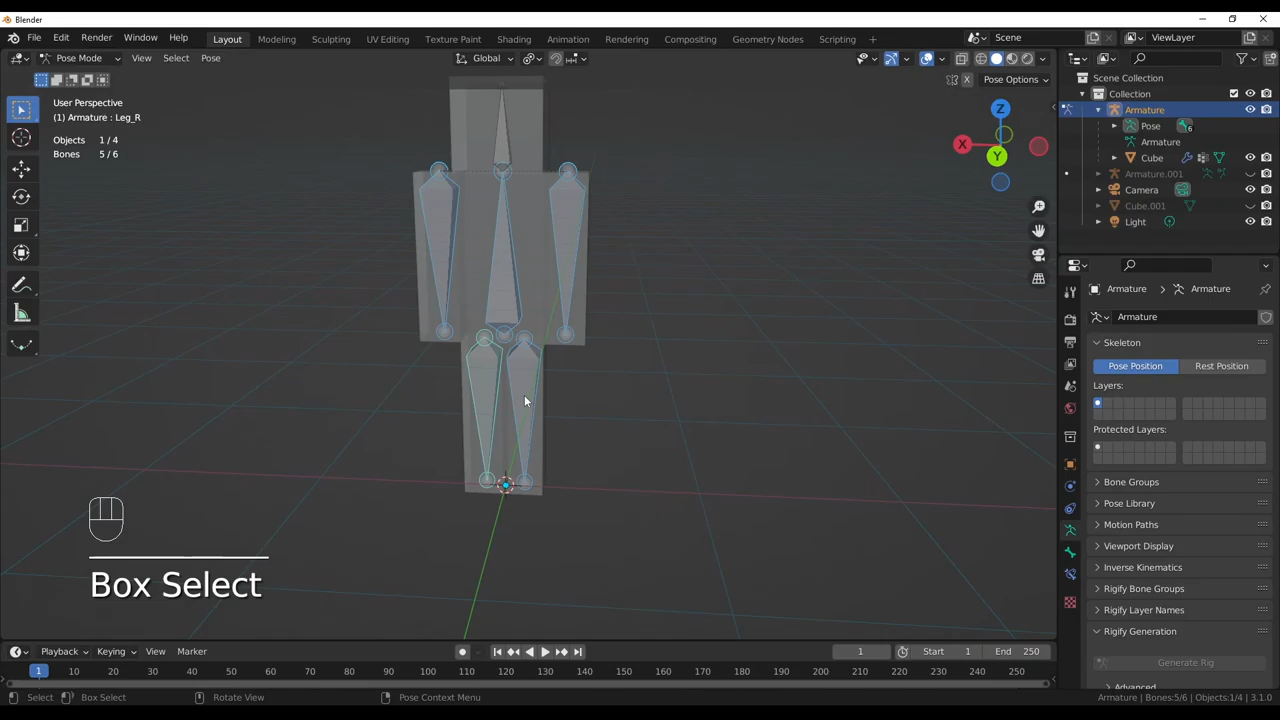 Blender
File Edit Render Window Help Layout Modeling Sculpting UV Editing Texture Paint Shading Animation Rendering Compositing Geometry Nodes Scripting Scene ViewLayer
Pose Mode View Select Pose Global
X Pose Options
User Perspective
(1) Armature : Leg_R
Objects 1 / 4
Bones 5 / 6
Z
X
Y
Scene Collection
Collection
Armature
Pose 6
Armature
Cube
Armature.001
Camera
Cube.001
Light
Armature Armature
Armature
Skeleton
Pose Position Rest Position
Layers:
Protected Layers:
Bone Groups
Pose Library
Motion Paths
Viewport Display
Inverse Kinematics
Rigify Bone Groups
Rigify Layer Names
Rigify Generation
Generate Rig
Advanced
Box Select
Playback Keying View Marker 1 Start 1 End 250
1 10 20 30 40 50 60 70 80 90 100 110 120 130 140 150 160 170 180 190 200 210 220 230 240 250
Select Box Select Rotate View Pose Context Menu Armature | Bones:5/6 | Objects:1/4 | 3.1.0